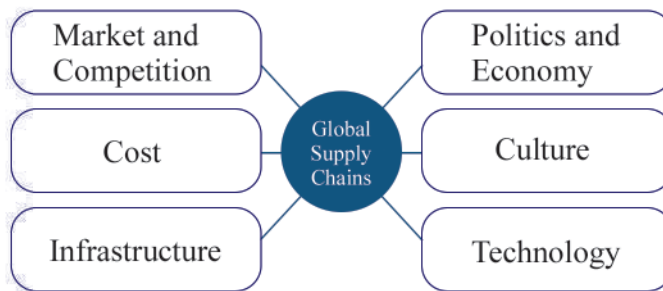 Market and
Competition
Politics and
Economy
Cost
Global
Supply
Chains
Culture
Infrastructure
Technology